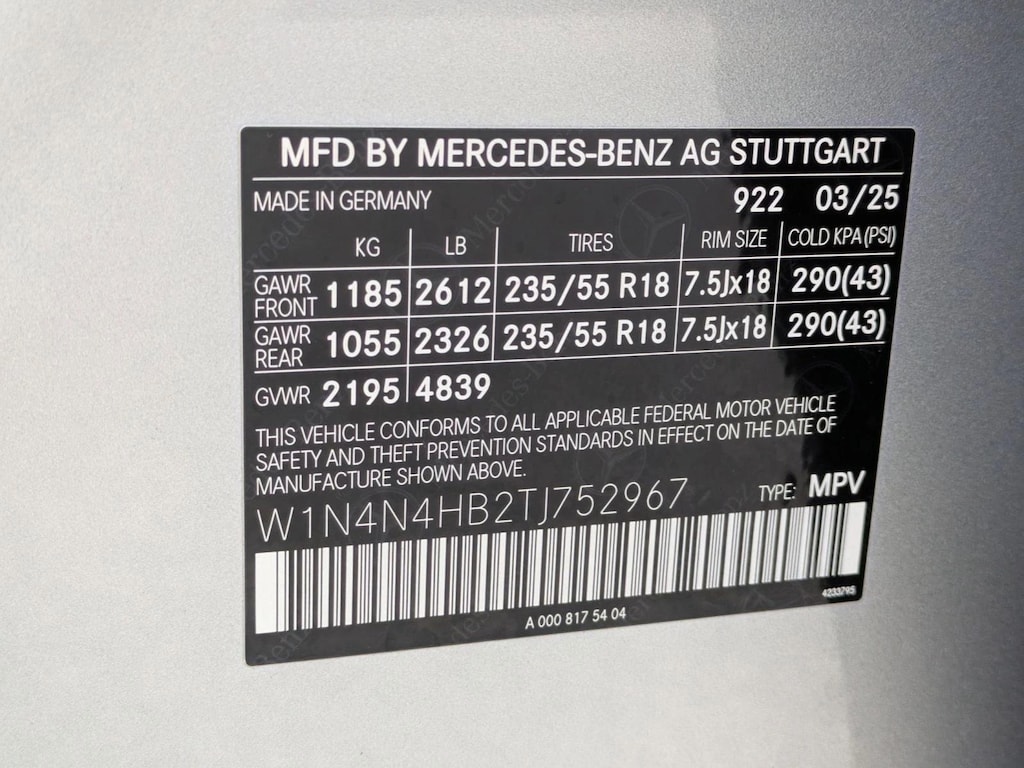 MFD BY MERCEDES-BENZ AG STUTTGART
MADE IN GERMANY 922 03/25
KG LB TIRES RIM SIZE COLD KPA(PSI)
GAWR FRONT 1185 2612 235/55 R18 7.5Jx18 290(43)
GAWR REAR 1055 2326 235/55 R18 7.5Jx18 290(43)
GVWR 2195 4839
THIS VEHICLE CONFORMS TO ALL APPLICABLE FEDERAL MOTOR VEHICLE
SAFETY AND THEFT PREVENTION STANDARDS IN EFFECT ON THE DATE OF
MANUFACTURE SHOWN ABOVE.
W1N4N4HB2TJ752967 TYPE: MPV
4233795
A 000 817 54 04